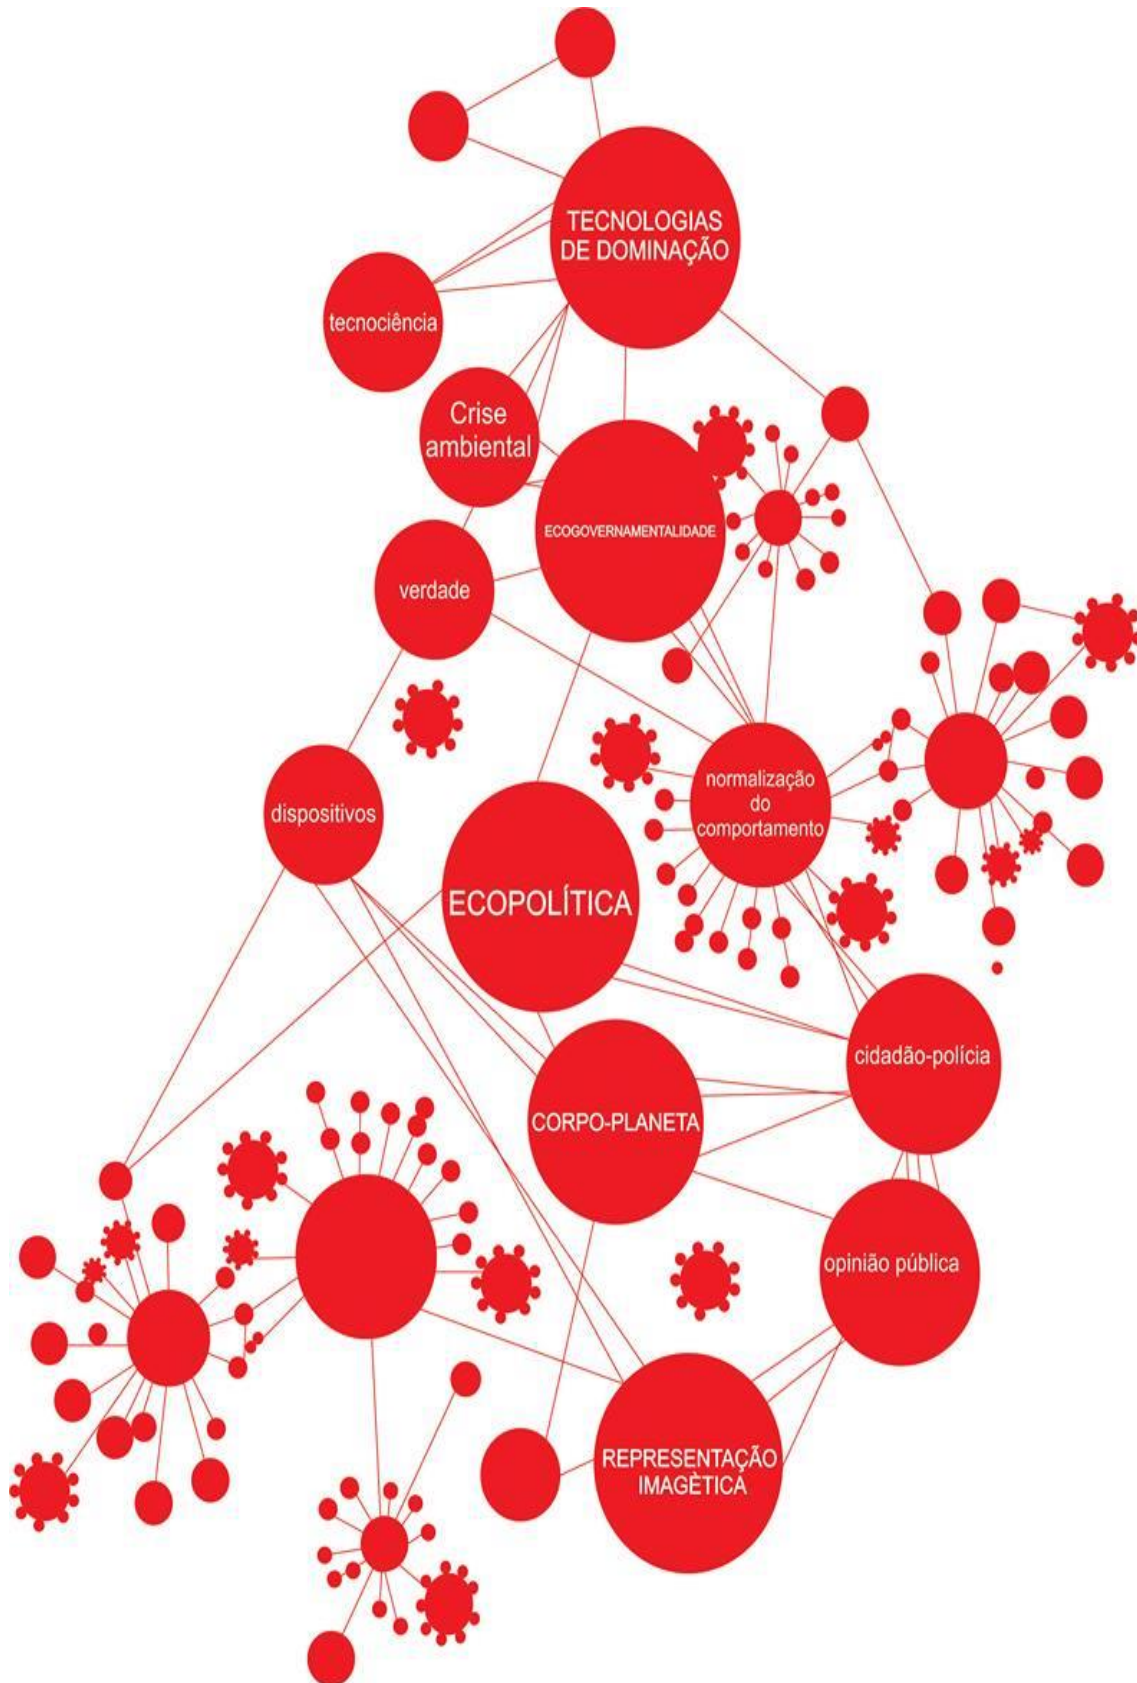 TECNOLOGIAS
DE DOMINAÇÃO
tecnociência
Crise
ambiental
ECOGOVERNAMENTALIDADE
verdade
normalização
do
comportamento
dispositivos
ECOPOLÍTICA
cidadão-polícia
CORPO-PLANETA
opinião pública
REPRESENTAÇÃO
IMAGÈTICA